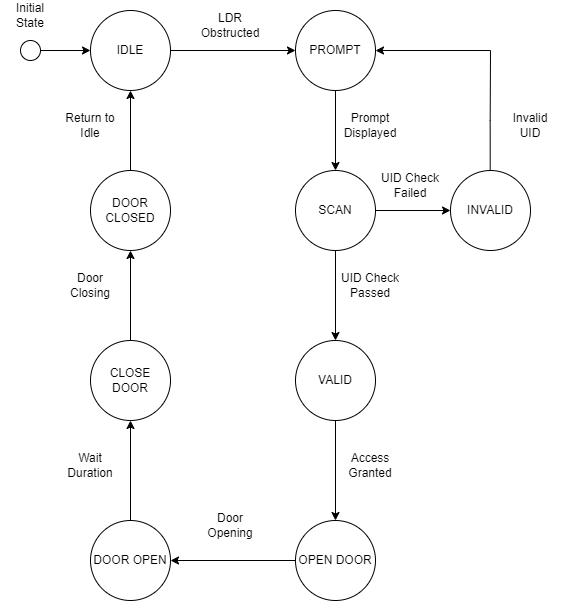 Initial
State
IDLE
LDR
Obstructed
PROMPT
Return to
Idle
Prompt
Displayed
Invalid
UID
DOOR
CLOSED
SCAN
UID Check
Failed
INVALID
Door
Closing
UID Check
Passed
CLOSE
DOOR
VALID
Wait
Duration
Access
Granted
DOOR OPEN
Door
Opening
OPEN DOOR